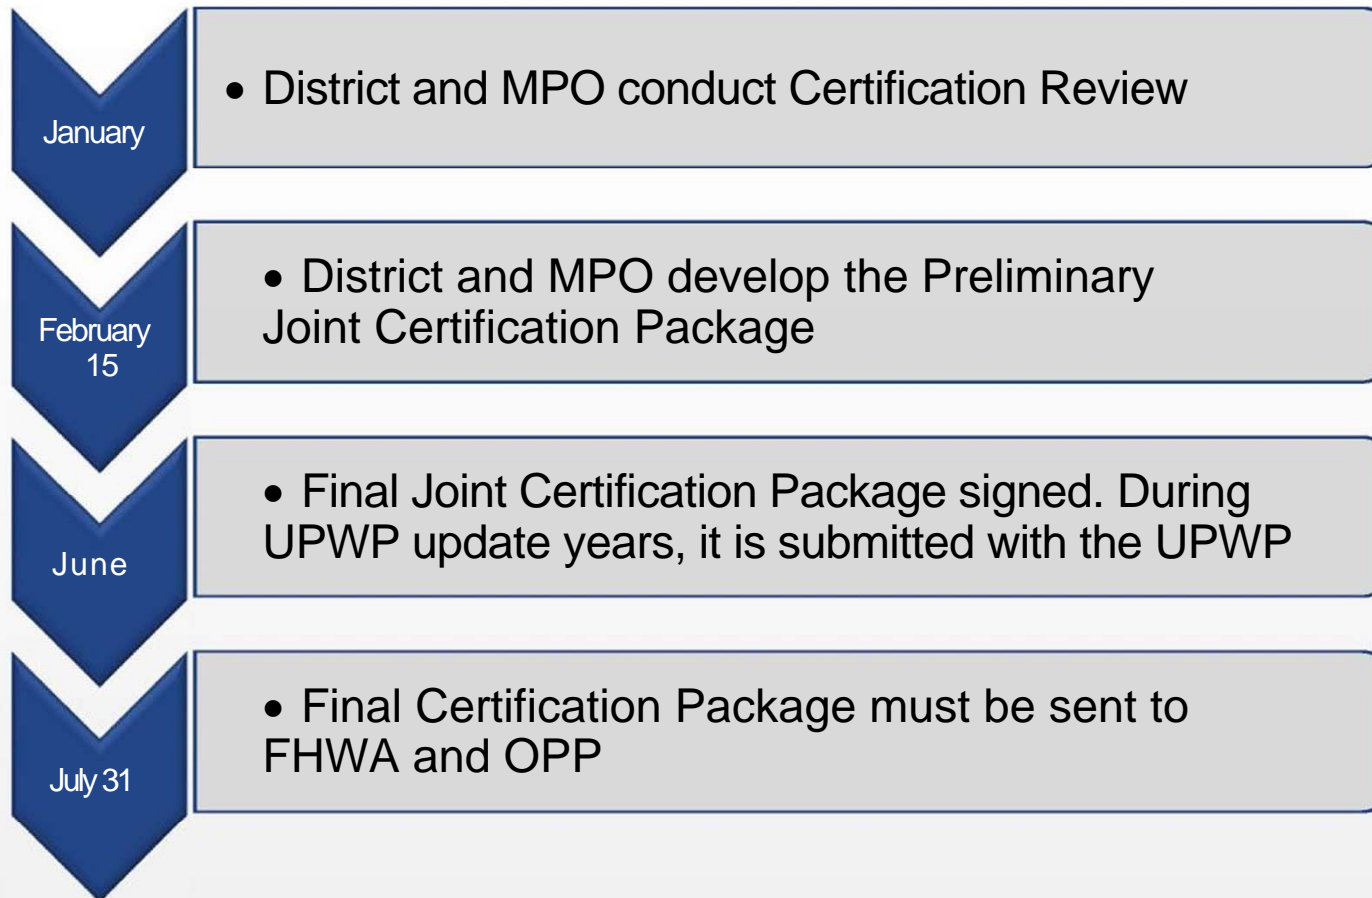 January
• District and MPO conduct Certification Review
February
15
• District and MPO develop the Preliminary
Joint Certification Package
June
• Final Joint Certification Package signed. During
UPWP update years, it is submitted with the UPWP
July 31
• Final Certification Package must be sent to
FHWA and OPP